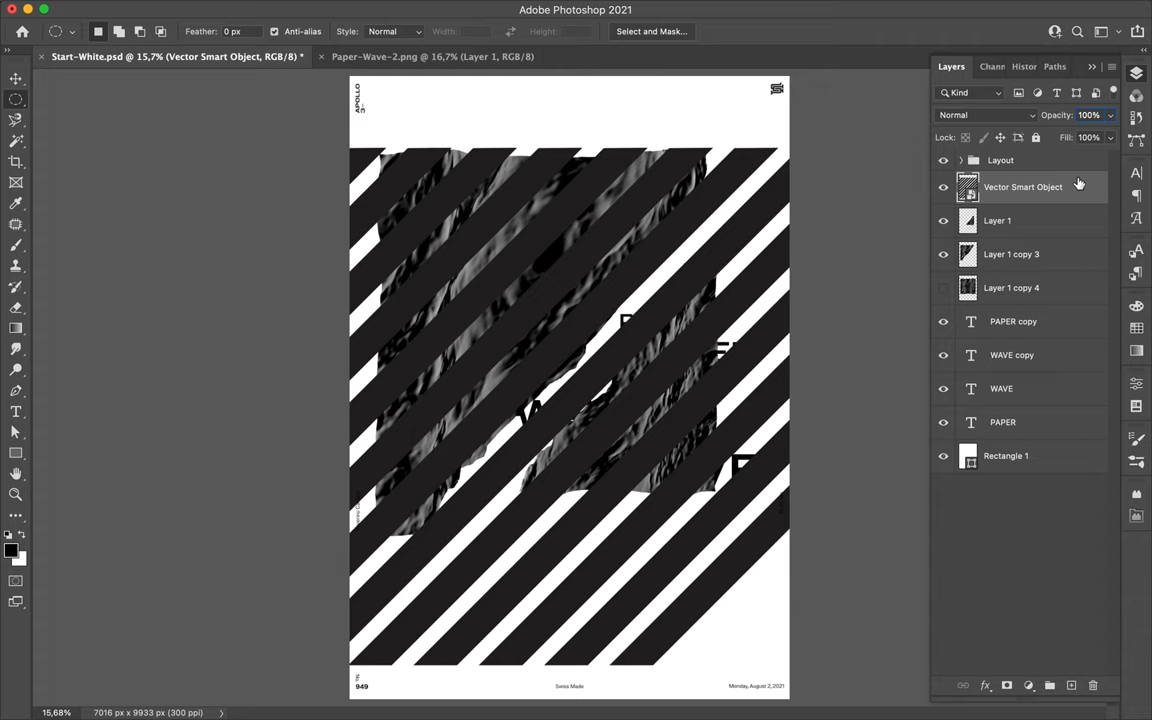 Adobe Photoshop 2021
Feather: 0 px
Anti-alias
Style: Normal
Width:
Height:
Select and Mask...
Start-White.psd @ 15,7% (Vector Smart Object, RGB/8) *
Paper-Wave-2.png @ 16,7% (Layer 1, RGB/8)
Layers
Chann
Histor
Paths
Kind
Normal
Opacity: 100%
Lock:
Fill: 100%
Layout
Vector Smart Object
Layer 1
Layer 1 copy 3
Layer 1 copy 4
PAPER copy
WAVE copy
WAVE
PAPER
Rectangle 1
APOLLO
3–
949
Swiss Made
Monday, August 2, 2021
15,68%
7016 px x 9933 px (300 ppi)